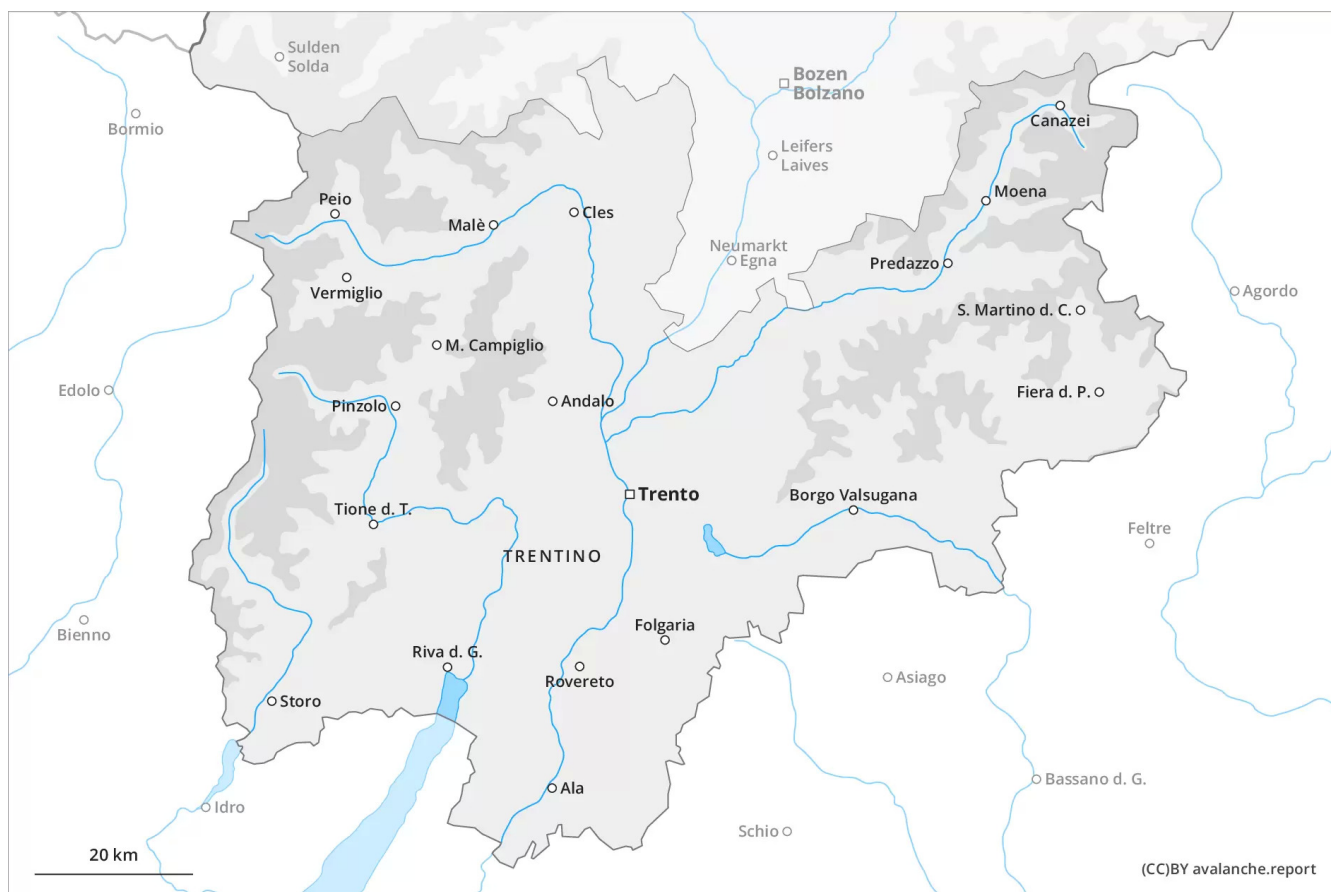 Sulden
Solda
Bozen
Bolzano
Bormio
Canazei
Leifers
Laives
Peio
Moena
Malè
Cles
Neumarkt
Egna
Predazzo
Vermiglio
Agordo
S. Martino d. C.
M. Campiglio
Edolo
Fiera d. P.
Pinzolo
Andalo
Trento
Borgo Valsugana
Tione d. T.
Feltre
TRENTINO
Bienno
Folgaria
Riva d. G.
Rovereto
Asiago
Storo
Bassano d. G.
Ala
Idro
Schio
20 km
(CC)BY avalanche.report